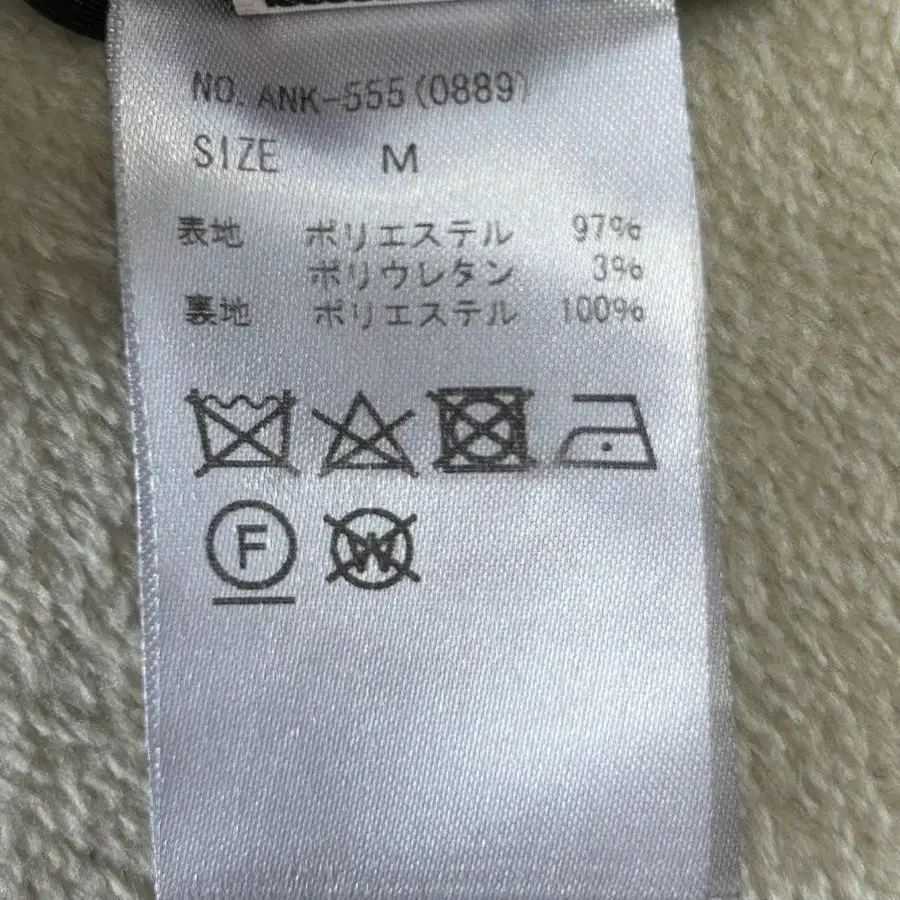 NO. ANK-555(0889)
SIZE M
表地 ポリエステル 97%
ポリウレタン 3%
裏地 ポリエステル 100%
F
W